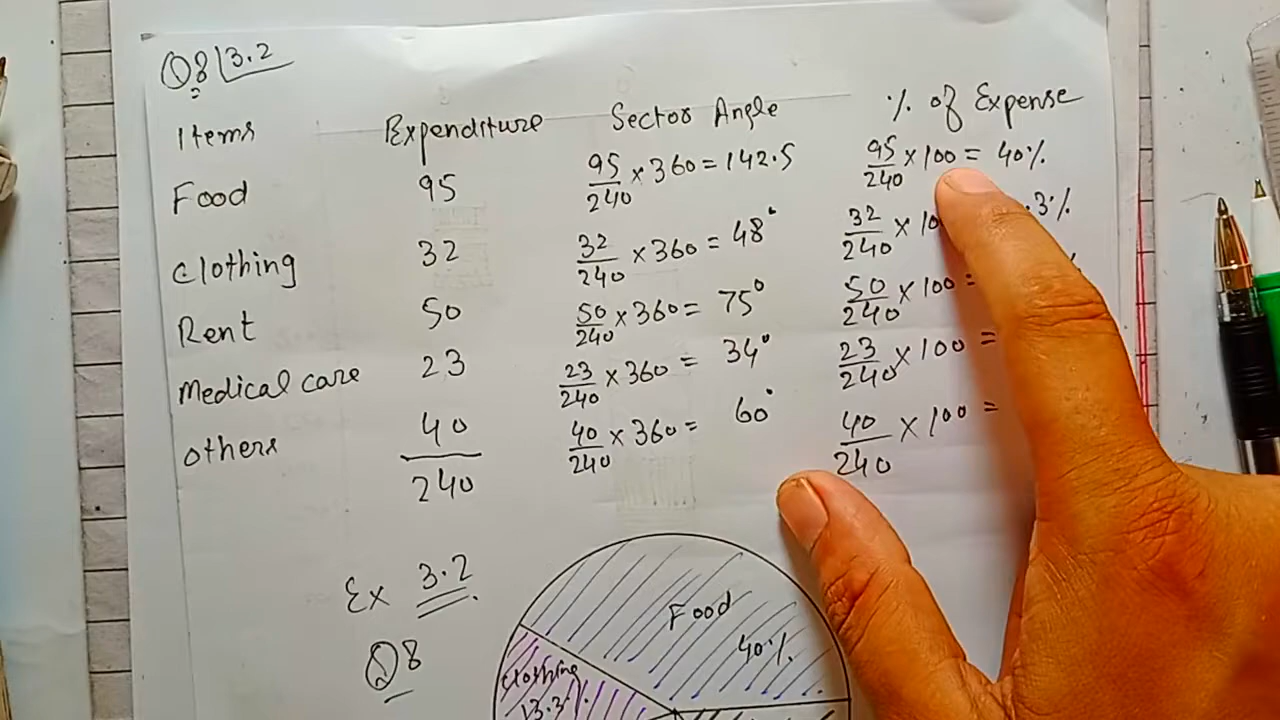 Q8 | 3.2
Items Expenditure Sector Angle % of Expense
Food 95 95/240 × 360 = 142.5 95/240 × 100 = 40%
Clothing 32 32/240 × 360 = 48° 32/240 × 10 .3%
Rent 50 50/240 × 360 = 75° 50/240 × 100 =
Medical care 23 23/240 × 360 = 34° 23/240 × 100 =
others 40 40/240 × 360 = 60° 40/240 × 100 =
240
Ex 3.2
Q8
Food
40%
Clothing
13.3%